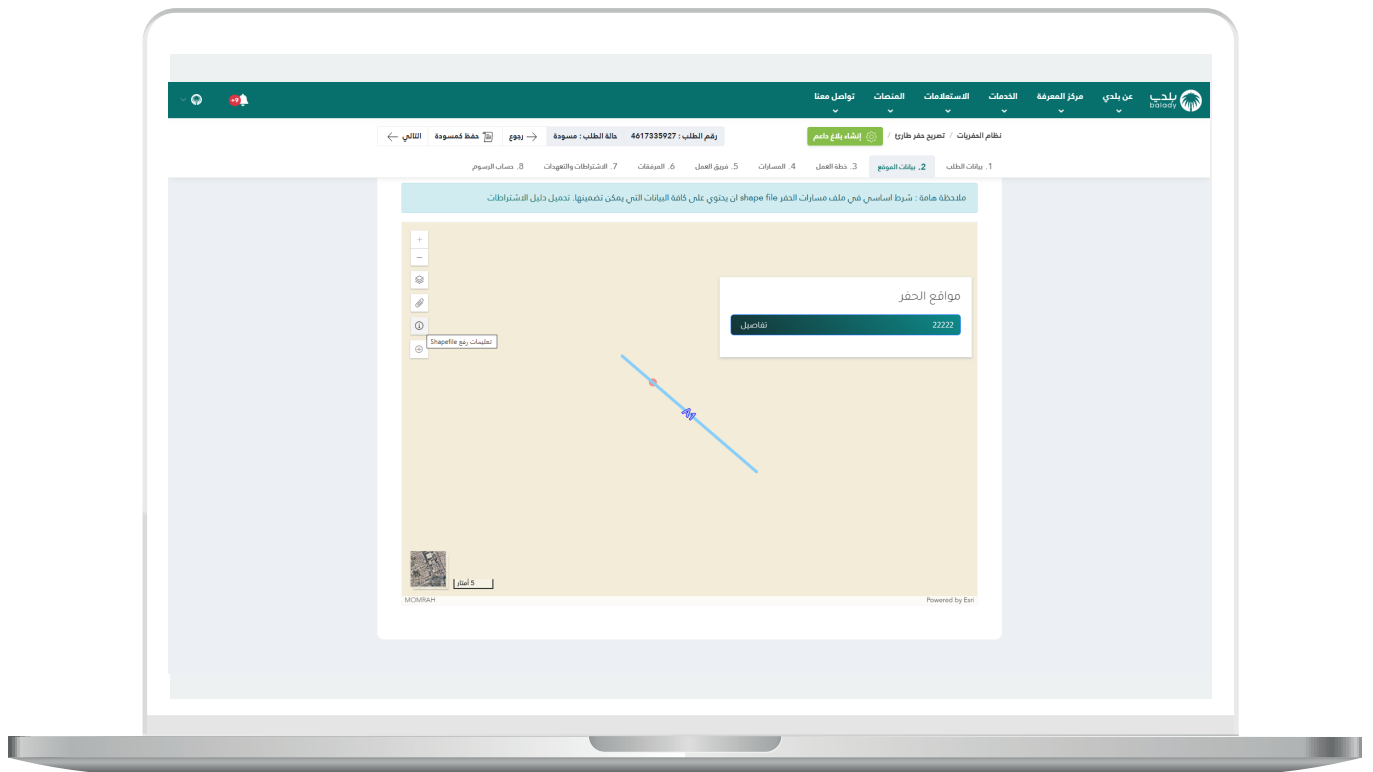 بلدي
balady
عن بلدي
مركز المعرفة
الخدمات
الاستعلامات
المنصات
تواصل معنا
+9
نظام الحفريات / تصريح حفر طارئ /
إنشاء بلاغ داعم
رقم الطلب : 4617335927
حالة الطلب : مسودة
رجوع
حفظ كمسودة
التالي
1. بيانات الطلب
2. بيانات الموقع
3. خطة العمل
4. المسارات
5. فريق العمل
6. المرفقات
7. الاشتراطات والتعهدات
8. حساب الرسوم
ملاحظة هامة : شرط اساسي في ملف مسارات الحفر shape file ان يحتوي على كافة البيانات التي يمكن تضمينها. تحميل دليل الاشتراطات
مواقع الحفر
22222
تفاصيل
تعليمات رفع Shapefile
A1
5 أمتار
MOMRAH
Powered by Esri